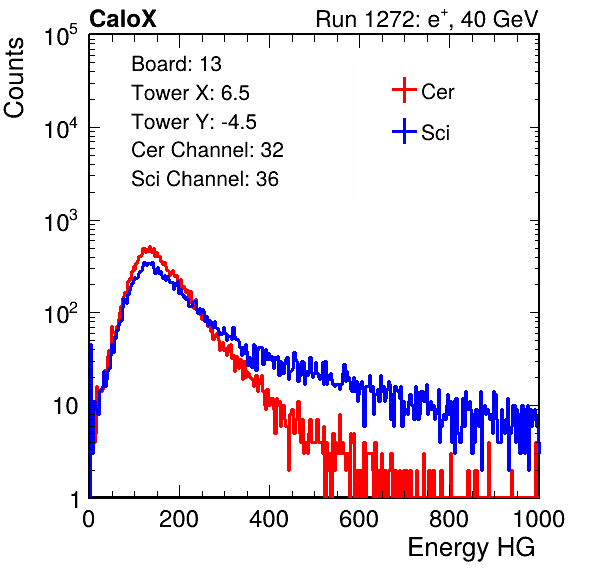 CaloX Run 1272: e⁺, 40 GeV
Counts
Board: 13
Tower X: 6.5
Tower Y: -4.5
Cer Channel: 32
Sci Channel: 36
Cer
Sci
10⁵
10⁴
10³
10²
10
1
0 200 400 600 800 1000
Energy HG